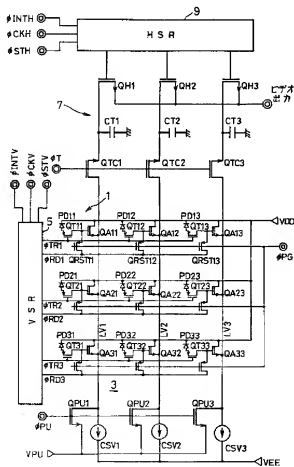 9
φINTH
φCKH
φSTH
HSR
QH1 QH2 QH3
ビデオ
出力
7
CT1 CT2 CT3
φINTV
φCKV
φSTV
φT
QTC1 QTC2 QTC3
1
5
PD11 PD12 PD13
VDD
QT11 QT12 QT13
QA11 QA12 QA13
φTR1
φRD1
QRST11 QRST12 QRST13
φPG
VSR
PD21 PD22 PD23
QT21 QT22 QT23
QA21 QA22 QA23
φTR2
φRD2
LV1 LV2 LV3
PD31 PD32 PD33
QT31 QT32 QT33
QA31 QA32 QA33
φTR3
φRD3
3
φPU
QPU1 QPU2 QPU3
CSV1 CSV2 CSV3
VPU
VEE